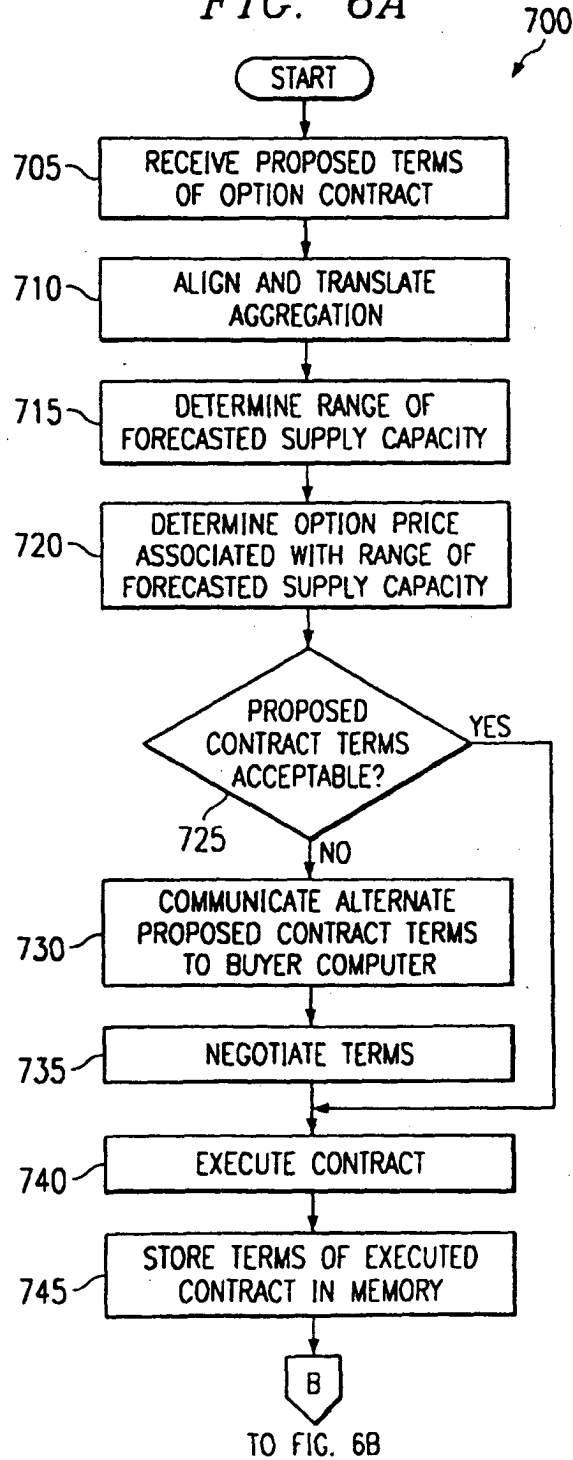 FIG. 6A
700
START
705
RECEIVE PROPOSED TERMS
OF OPTION CONTRACT
710
ALIGN AND TRANSLATE
AGGREGATION
715
DETERMINE RANGE OF
FORECASTED SUPPLY CAPACITY
720
DETERMINE OPTION PRICE
ASSOCIATED WITH RANGE OF
FORECASTED SUPPLY CAPACITY
PROPOSED
CONTRACT TERMS
ACCEPTABLE?
YES
725
NO
730
COMMUNICATE ALTERNATE
PROPOSED CONTRACT TERMS
TO BUYER COMPUTER
735
NEGOTIATE TERMS
740
EXECUTE CONTRACT
745
STORE TERMS OF EXECUTED
CONTRACT IN MEMORY
B
TO FIG. 6B